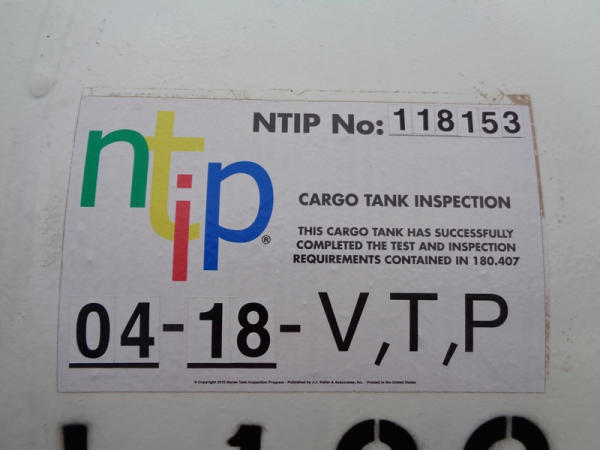 ntip®
NTIP No: 118153
CARGO TANK INSPECTION
THIS CARGO TANK HAS SUCCESSFULLY
COMPLETED THE TEST AND INSPECTION
REQUIREMENTS CONTAINED IN 180.407
04-18-V,T,P